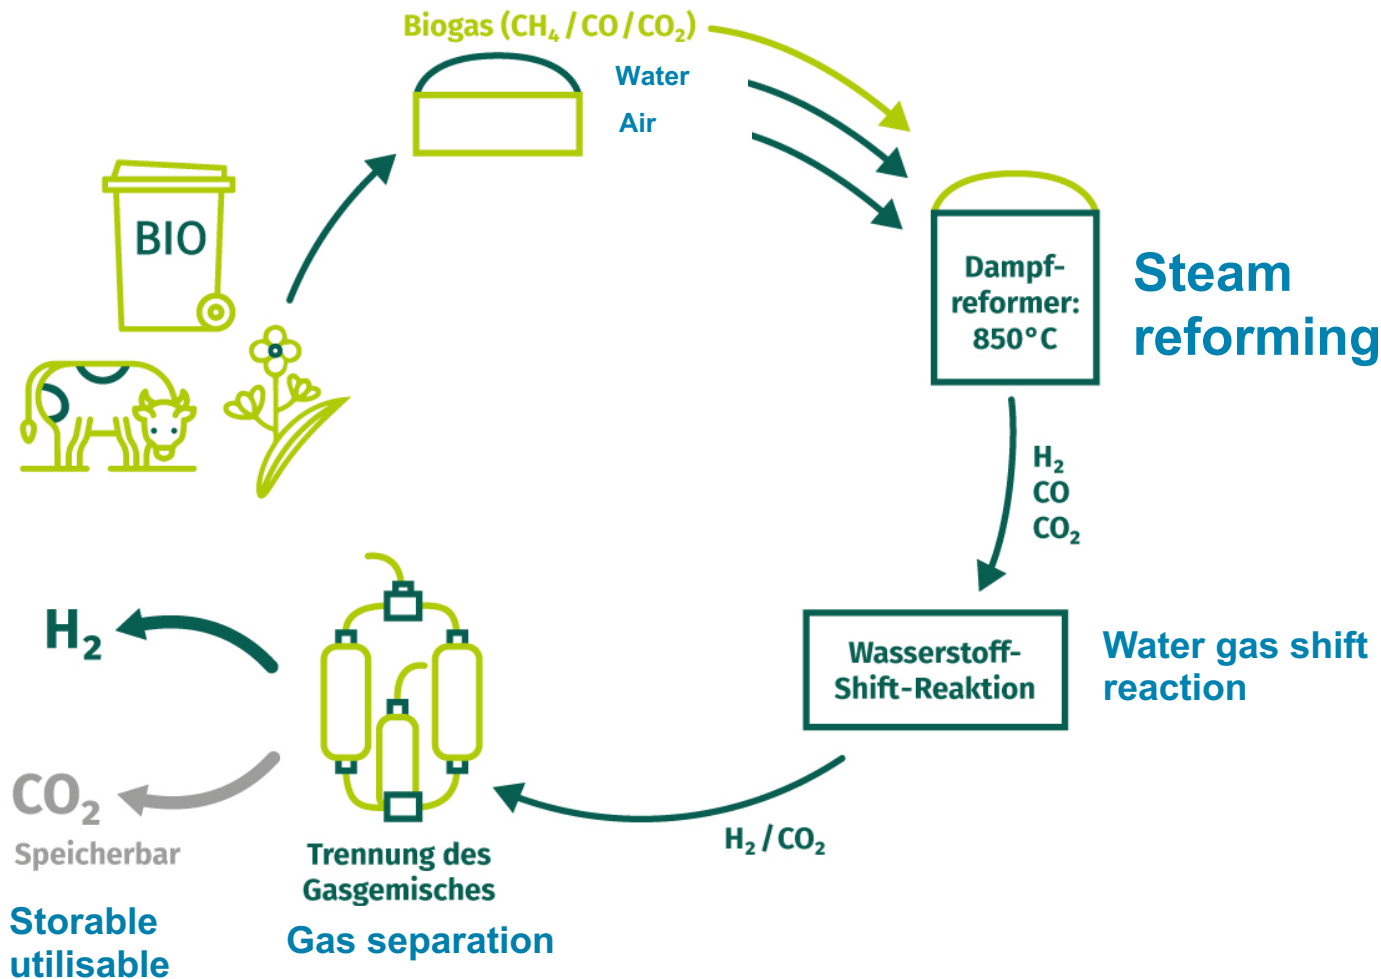 Biogas (CH₄ / CO / CO₂)
Water
Air
BIO
Dampf-
reformer:
850°C
Steam
reforming
H₂
CO
CO₂
Wasserstoff-
Shift-Reaktion
Water gas shift
reaction
H₂ / CO₂
Trennung des
Gasgemisches
Gas separation
H₂
CO₂
Speicherbar
Storable
utilisable